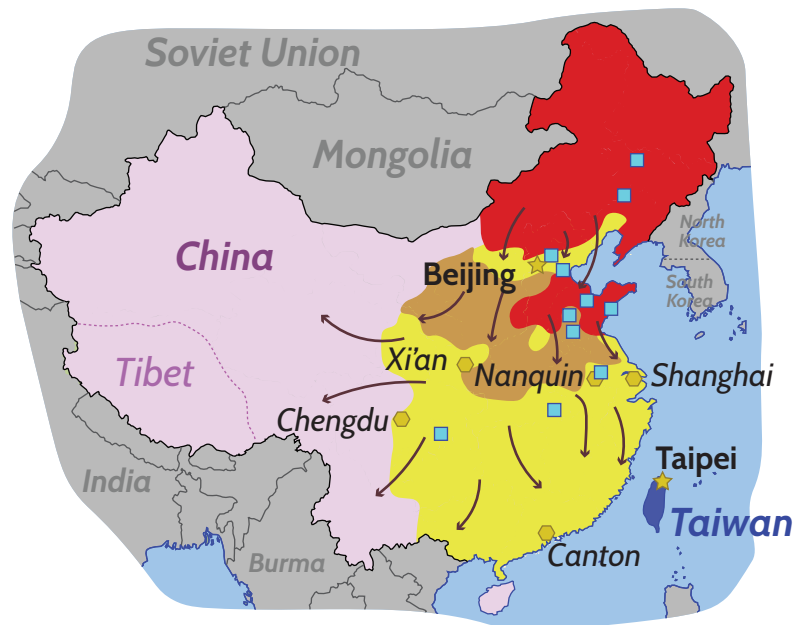 Soviet Union
Mongolia
China
North
Korea
Beijing
South
Korea
Xi'an
Tibet
Nanquin
Shanghai
Chengdu
Taipei
India
Taiwan
Burma
Canton